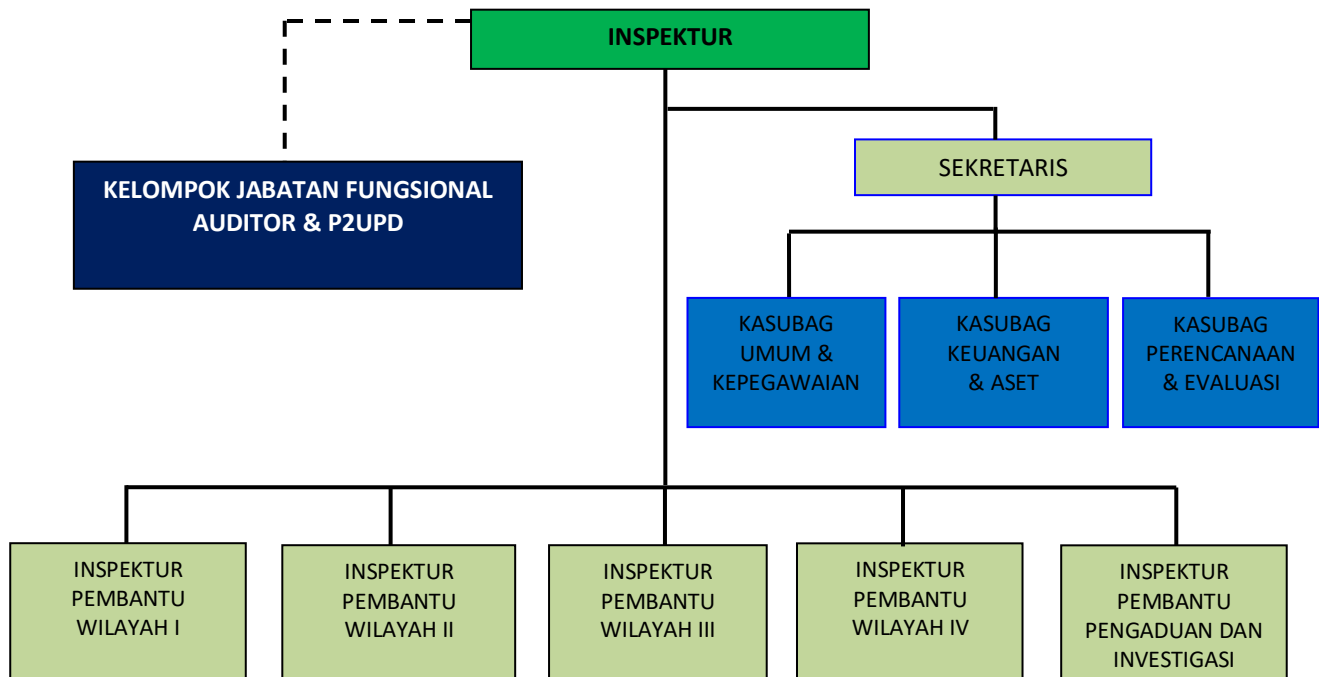 INSPEKTUR
KELOMPOK JABATAN FUNGSIONAL
AUDITOR & P2UPD
SEKRETARIS
KASUBAG
UMUM &
KEPEGAWAIAN
KASUBAG
KEUANGAN
& ASET
KASUBAG
PERENCANAAN
& EVALUASI
INSPEKTUR
PEMBANTU
WILAYAH I
INSPEKTUR
PEMBANTU
WILAYAH II
INSPEKTUR
PEMBANTU
WILAYAH III
INSPEKTUR
PEMBANTU
WILAYAH IV
INSPEKTUR
PEMBANTU
PENGADUAN DAN
INVESTIGASI